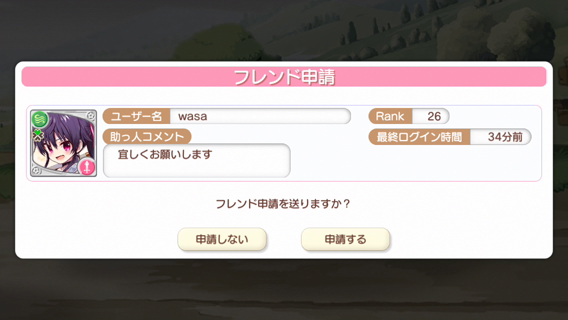 フレンド申請
ユーザー名 wasa Rank 26
助っ人コメント 最終ログイン時間 34分前
宜しくお願いします
フレンド申請を送りますか？
申請しない 申請する